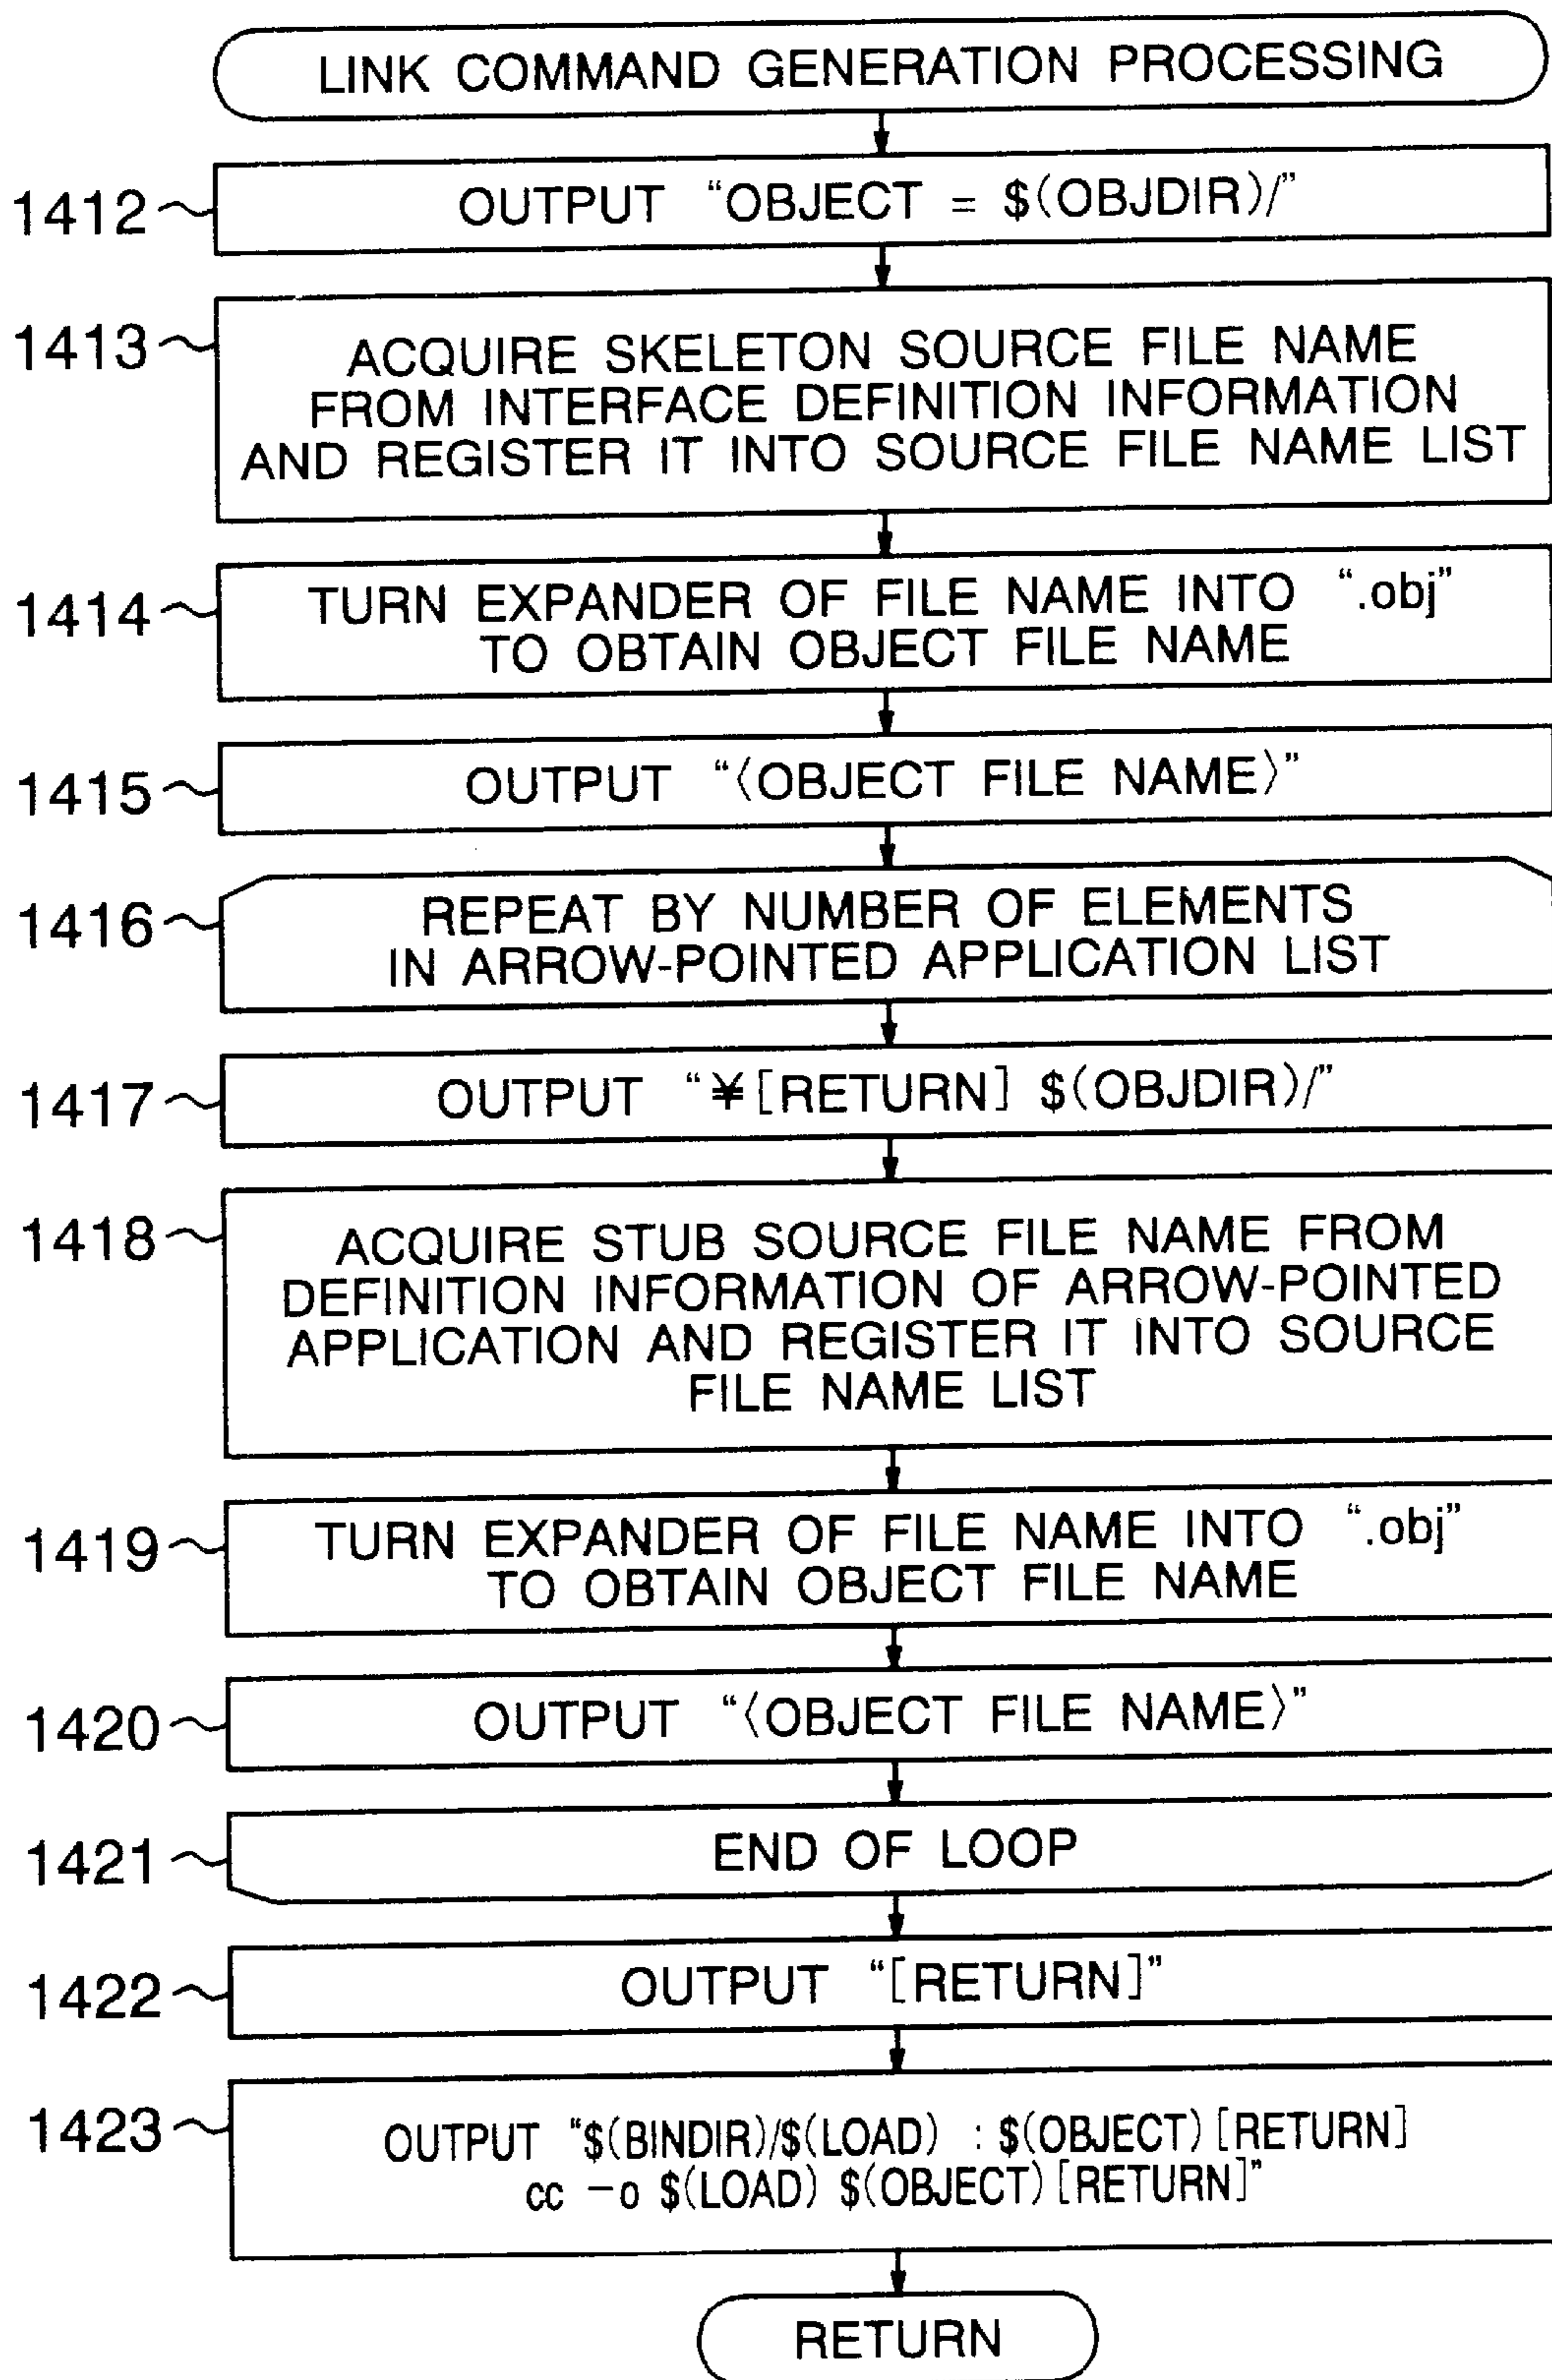 LINK COMMAND GENERATION PROCESSING
1412
OUTPUT “OBJECT = $(OBJDIR)/”
1413
ACQUIRE SKELETON SOURCE FILE NAME
FROM INTERFACE DEFINITION INFORMATION
AND REGISTER IT INTO SOURCE FILE NAME LIST
1414
TURN EXPANDER OF FILE NAME INTO “.obj”
TO OBTAIN OBJECT FILE NAME
1415
OUTPUT “〈OBJECT FILE NAME〉”
1416
REPEAT BY NUMBER OF ELEMENTS
IN ARROW-POINTED APPLICATION LIST
1417
OUTPUT “¥[RETURN] $(OBJDIR)/”
1418
ACQUIRE STUB SOURCE FILE NAME FROM
DEFINITION INFORMATION OF ARROW-POINTED
APPLICATION AND REGISTER IT INTO SOURCE
FILE NAME LIST
1419
TURN EXPANDER OF FILE NAME INTO “.obj”
TO OBTAIN OBJECT FILE NAME
1420
OUTPUT “〈OBJECT FILE NAME〉”
1421
END OF LOOP
1422
OUTPUT “[RETURN]”
1423
OUTPUT “$(BINDIR)/$(LOAD) : $(OBJECT)[RETURN]
cc −o $(LOAD) $(OBJECT)[RETURN]”
RETURN